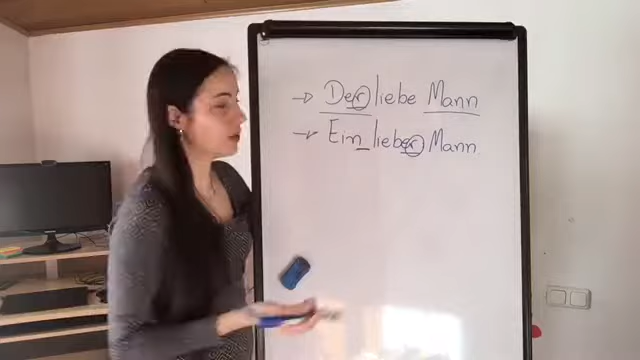 → Der liebe Mann
→ Ein lieber Mann